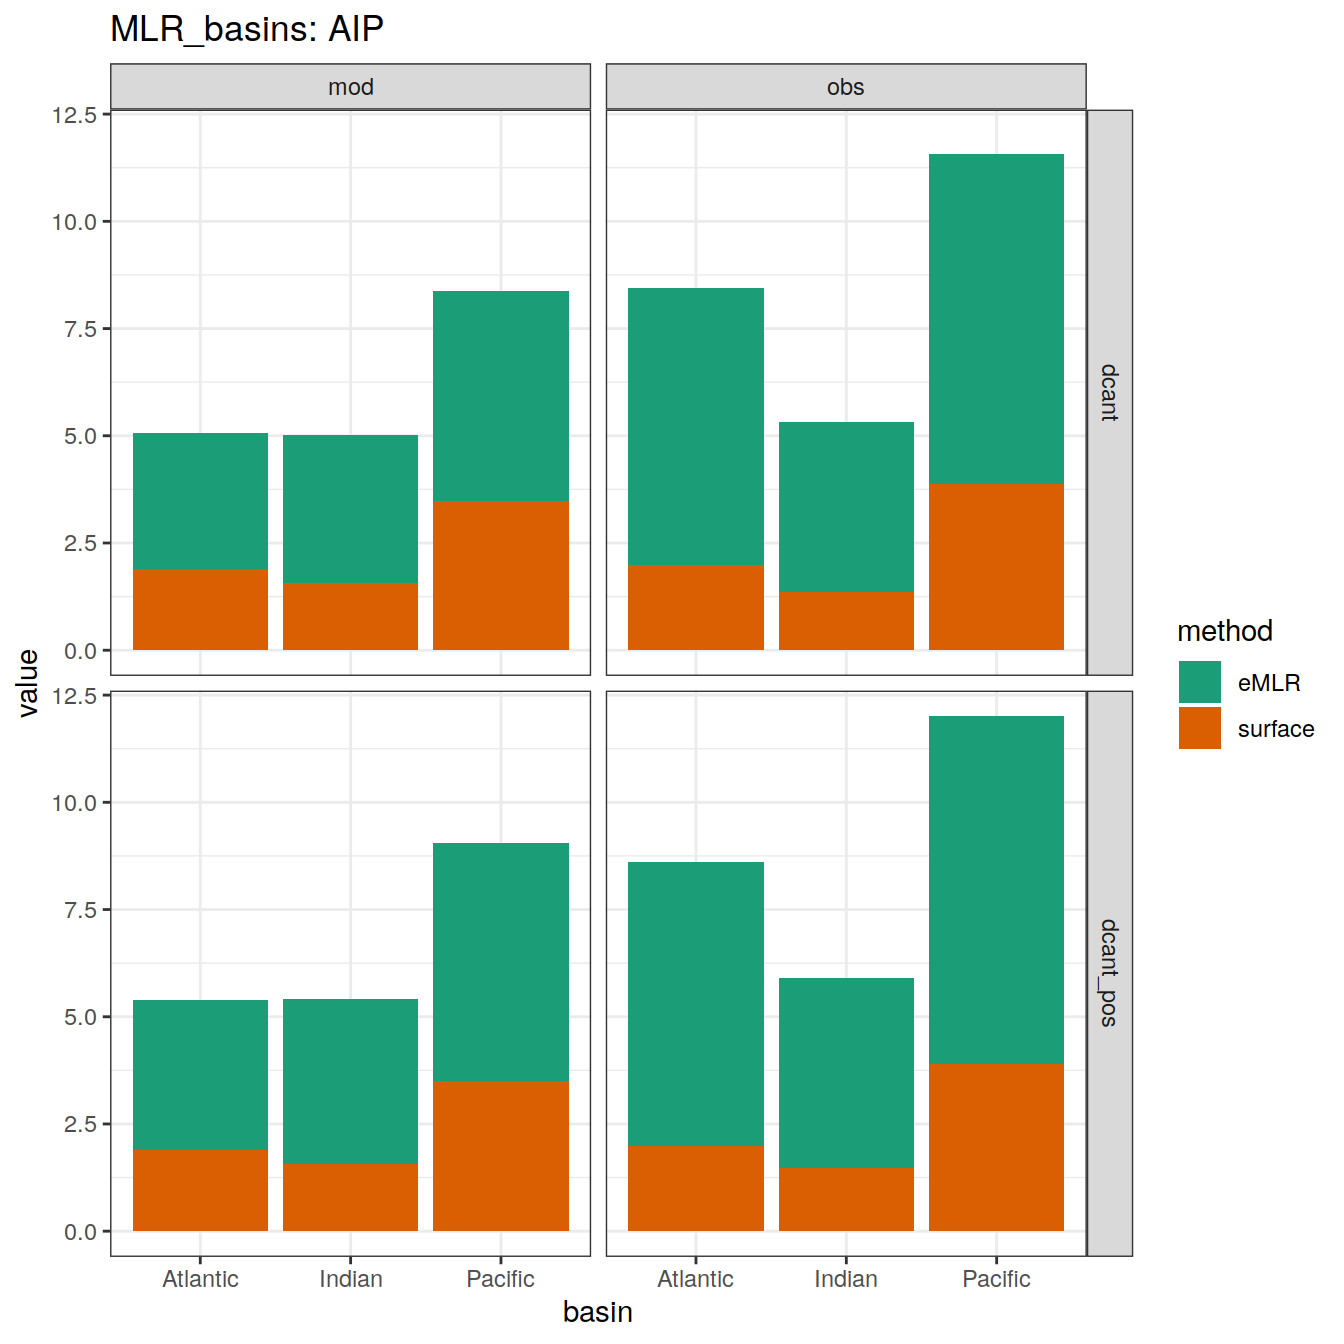 MLR_basins: AIP
mod
obs
12.5
10.0
7.5
5.0
2.5
0.0
dcant
12.5
10.0
7.5
5.0
2.5
0.0
dcant_pos
value
Atlantic
Indian
Pacific
Atlantic
Indian
Pacific
basin
method
eMLR
surface